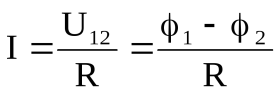 I = U₁₂ / R = (ϕ₁ - ϕ₂) / R